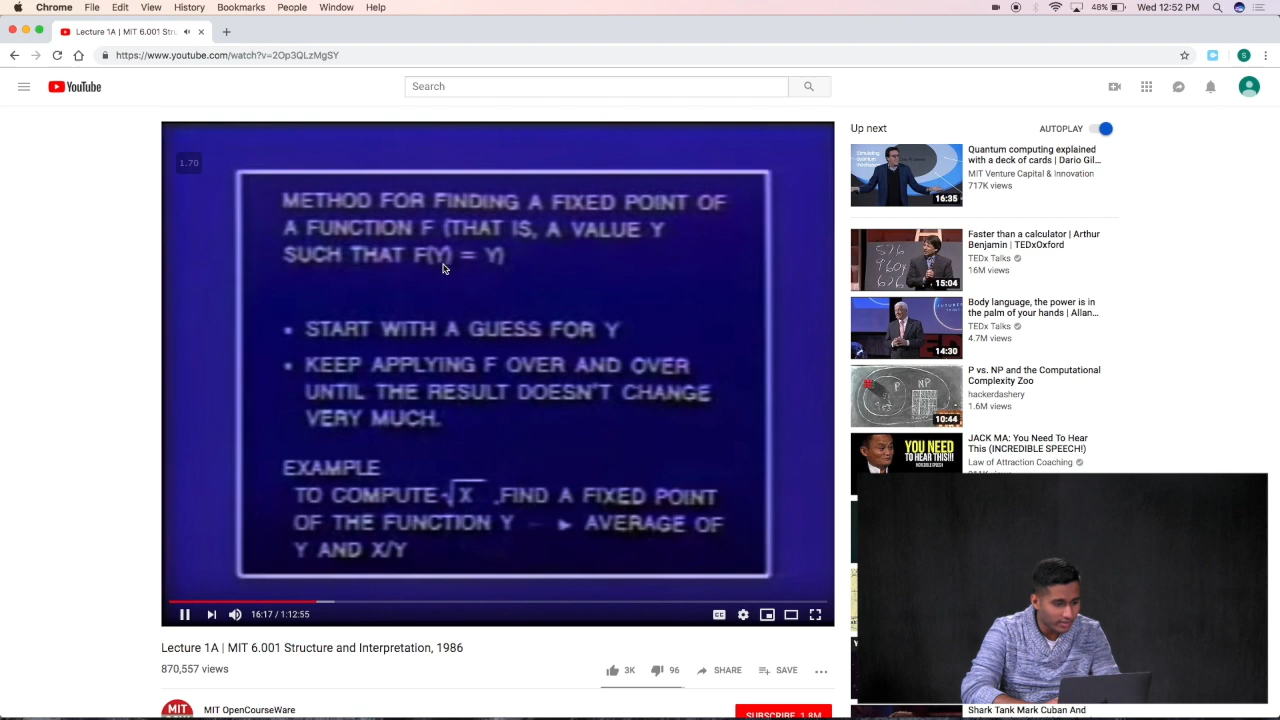 Chrome File Edit View History Bookmarks People Window Help
48% Wed 12:52 PM
Lecture 1A | MIT 6.001 Stru
https://www.youtube.com/watch?v=2Op3QLzMgSY
S
YouTube
Search
1.70
METHOD FOR FINDING A FIXED POINT OF
A FUNCTION F (THAT IS, A VALUE Y
SUCH THAT F(Y) = Y)
• START WITH A GUESS FOR Y
• KEEP APPLYING F OVER AND OVER
UNTIL THE RESULT DOESN'T CHANGE
VERY MUCH.
EXAMPLE
TO COMPUTE √X ,FIND A FIXED POINT
OF THE FUNCTION Y → AVERAGE OF
Y AND X/Y
16:17 / 1:12:55
CC
Lecture 1A | MIT 6.001 Structure and Interpretation, 1986
870,557 views
3K 96 SHARE SAVE ...
MIT
MIT OpenCourseWare
SUBSCRIBE 1.8M
Up next
AUTOPLAY
16:35
Quantum computing explained
with a deck of cards | Dario Gil...
MIT Venture Capital & Innovation
717K views
576
15:04
Faster than a calculator | Arthur
Benjamin | TEDxOxford
TEDx Talks
16M views
14:30
Body language, the power is in
the palm of your hands | Allan...
TEDx Talks
4.7M views
P NP
10:44
P vs. NP and the Computational
Complexity Zoo
hackerdashery
1.6M views
YOU NEED
TO HEAR THIS!!!
INCREDIBLE SPEECH
JACK MA: You Need To Hear
This (INCREDIBLE SPEECH!)
Law of Attraction Coaching
Shark Tank Mark Cuban And